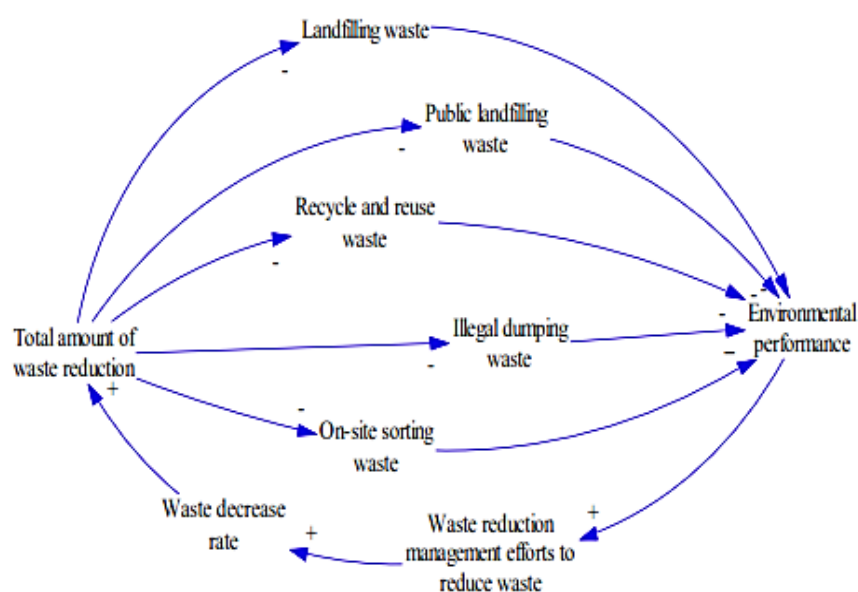 Landfilling waste
-
Public landfilling
waste
-
Recycle and reuse
waste
-
- -
-
Environmental
performance
Total amount of
waste reduction
Illegal dumping
waste
-
–
+
-
On-site sorting
waste
Waste decrease
rate
+
+
Waste reduction
management efforts to
reduce waste